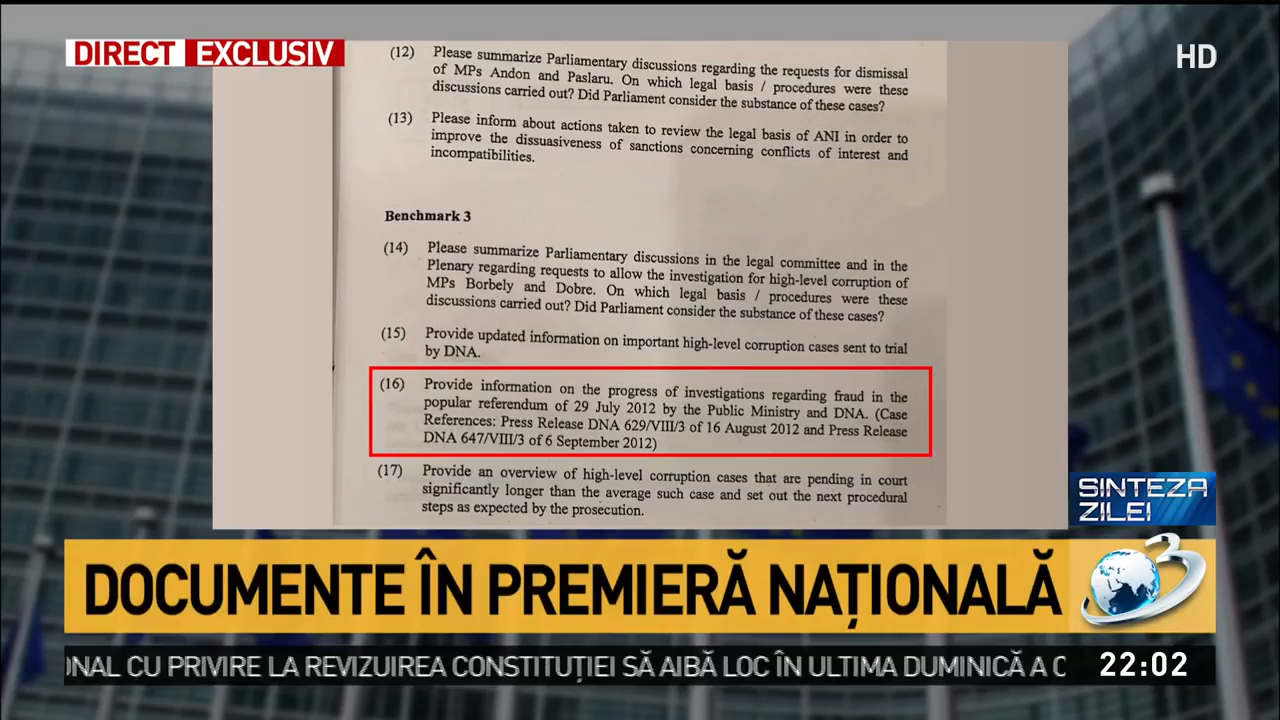 DIRECT EXCLUSIV
HD
(12) Please summarize Parliamentary discussions regarding the requests for dismissal
of MPs Andon and Paslaru. On which legal basis / procedures were these
discussions carried out? Did Parliament consider the substance of these cases?
(13) Please inform about actions taken to review the legal basis of ANI in order to
improve the dissuasiveness of sanctions concerning conflicts of interest and
incompatibilities.
Benchmark 3
(14) Please summarize Parliamentary discussions in the legal committee and in the
Plenary regarding requests to allow the investigation for high-level corruption of
MPs Borbely and Dobre. On which legal basis / procedures were these
discussions carried out? Did Parliament consider the substance of these cases?
(15) Provide updated information on important high-level corruption cases sent to trial
by DNA.
(16) Provide information on the progress of investigations regarding fraud in the
popular referendum of 29 July 2012 by the Public Ministry and DNA. (Case
References: Press Release DNA 629/VIII/3 of 16 August 2012 and Press Release
DNA 647/VIII/3 of 6 September 2012)
(17) Provide an overview of high-level corruption cases that are pending in court
significantly longer than the average such case and set out the next procedural
steps as expected by the prosecution.
SINTEZA
ZILEI
DOCUMENTE ÎN PREMIERĂ NAȚIONALĂ
3
ONAL CU PRIVIRE LA REVIZUIREA CONSTITUȚIEI SĂ AIBĂ LOC ÎN ULTIMA DUMINICĂ A
22:02